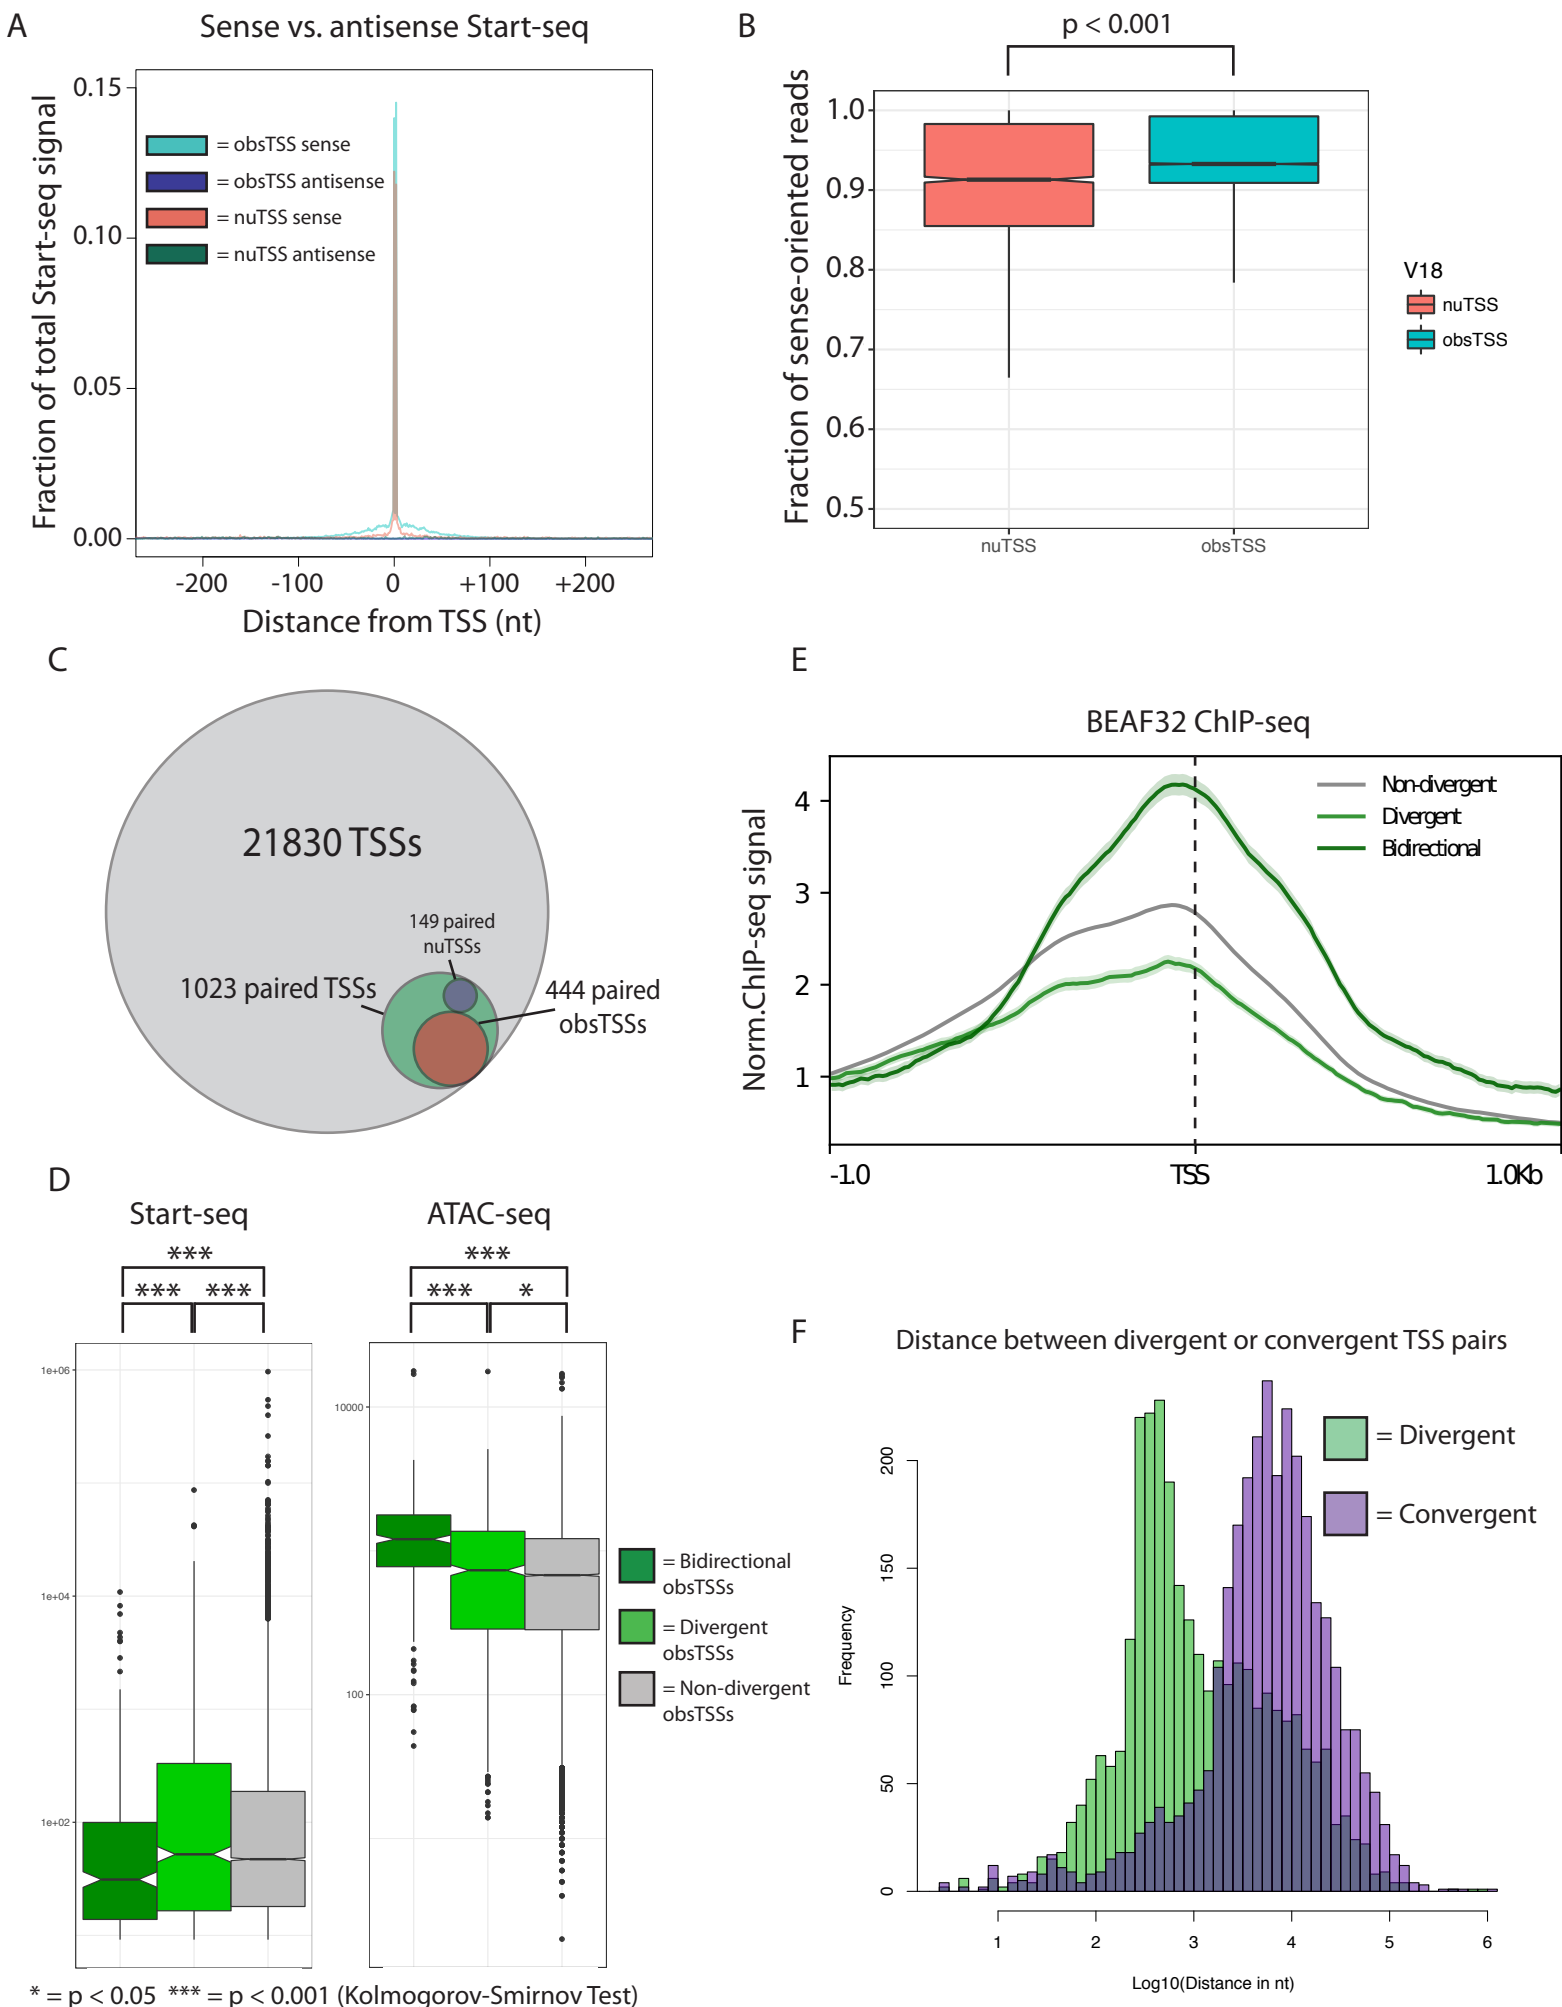 A
Sense vs. antisense Start-seq
Fraction of total Start-seq signal
0.15
0.10
0.05
0.00
= obsTSS sense
= obsTSS antisense
= nuTSS sense
= nuTSS antisense
-200
-100
0
+100
+200
Distance from TSS (nt)
B
p < 0.001
Fraction of sense-oriented reads
1.0
0.9
0.8
0.7
0.6
0.5
nuTSS
obsTSS
V18
nuTSS
obsTSS
C
21830 TSSs
149 paired
nuTSSs
1023 paired TSSs
444 paired
obsTSSs
E
BEAF32 ChIP-seq
Norm.ChIP-seq signal
4
3
2
1
Non-divergent
Divergent
Bidirectional
-1.0
TSS
1.0Kb
D
Start-seq
***
***
***
1e+06
1e+04
1e+02
ATAC-seq
***
***
*
10000
100
= Bidirectional
obsTSSs
= Divergent
obsTSSs
= Non-divergent
obsTSSs
* = p < 0.05 *** = p < 0.001 (Kolmogorov-Smirnov Test)
F
Distance between divergent or convergent TSS pairs
= Divergent
= Convergent
Frequency
200
150
100
50
0
1
2
3
4
5
6
Log10(Distance in nt)